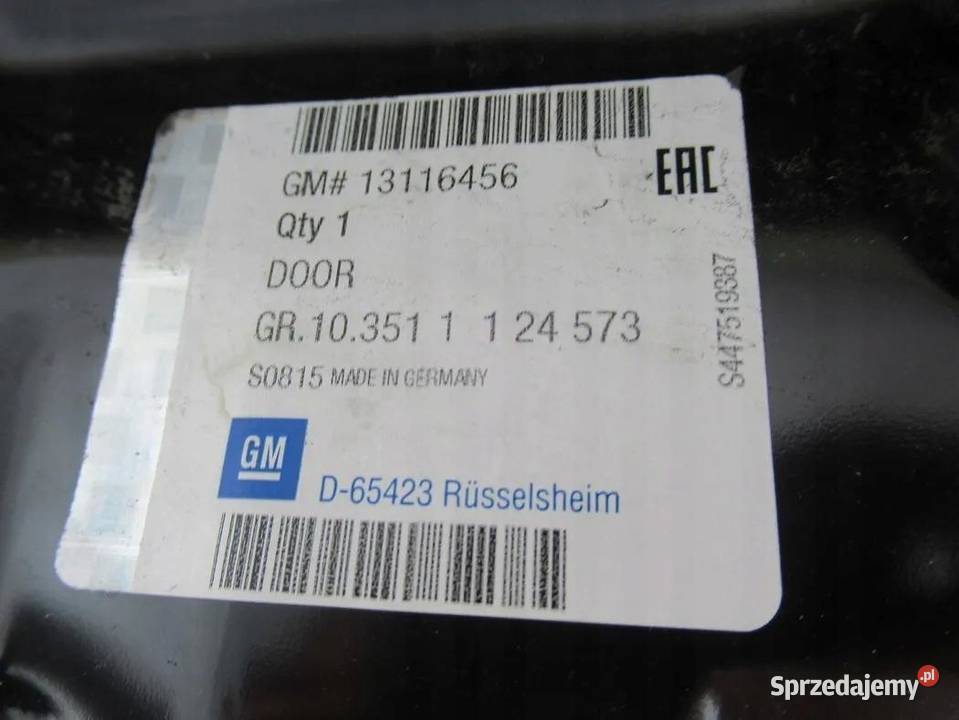 GM# 13116456
EAC
Qty 1
DOOR
GR.10.351 1 1 24 573
S0815 MADE IN GERMANY
S447519387
GM
D-65423 Rüsselsheim
Sprzedajemy.pl